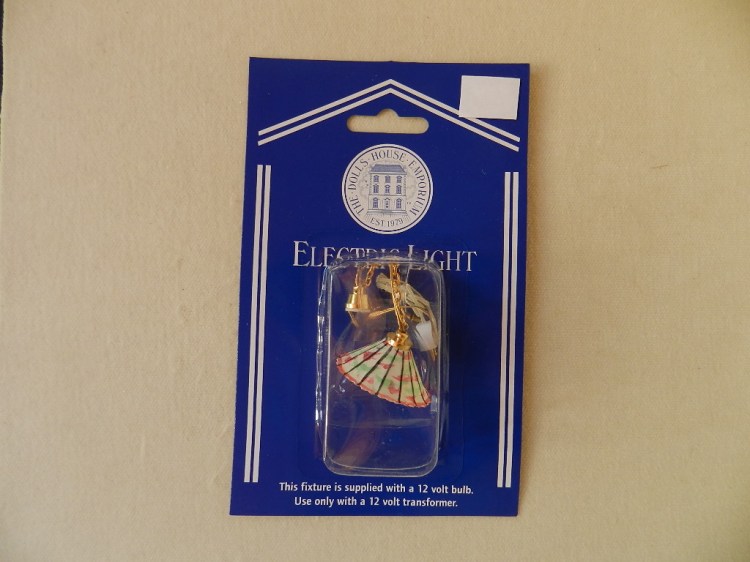 THE · DOLLS · HOUSE · EMPORIUM
EST 1979
ELECTRIC LIGHT
This fixture is supplied with a 12 volt bulb.
Use only with a 12 volt transformer.